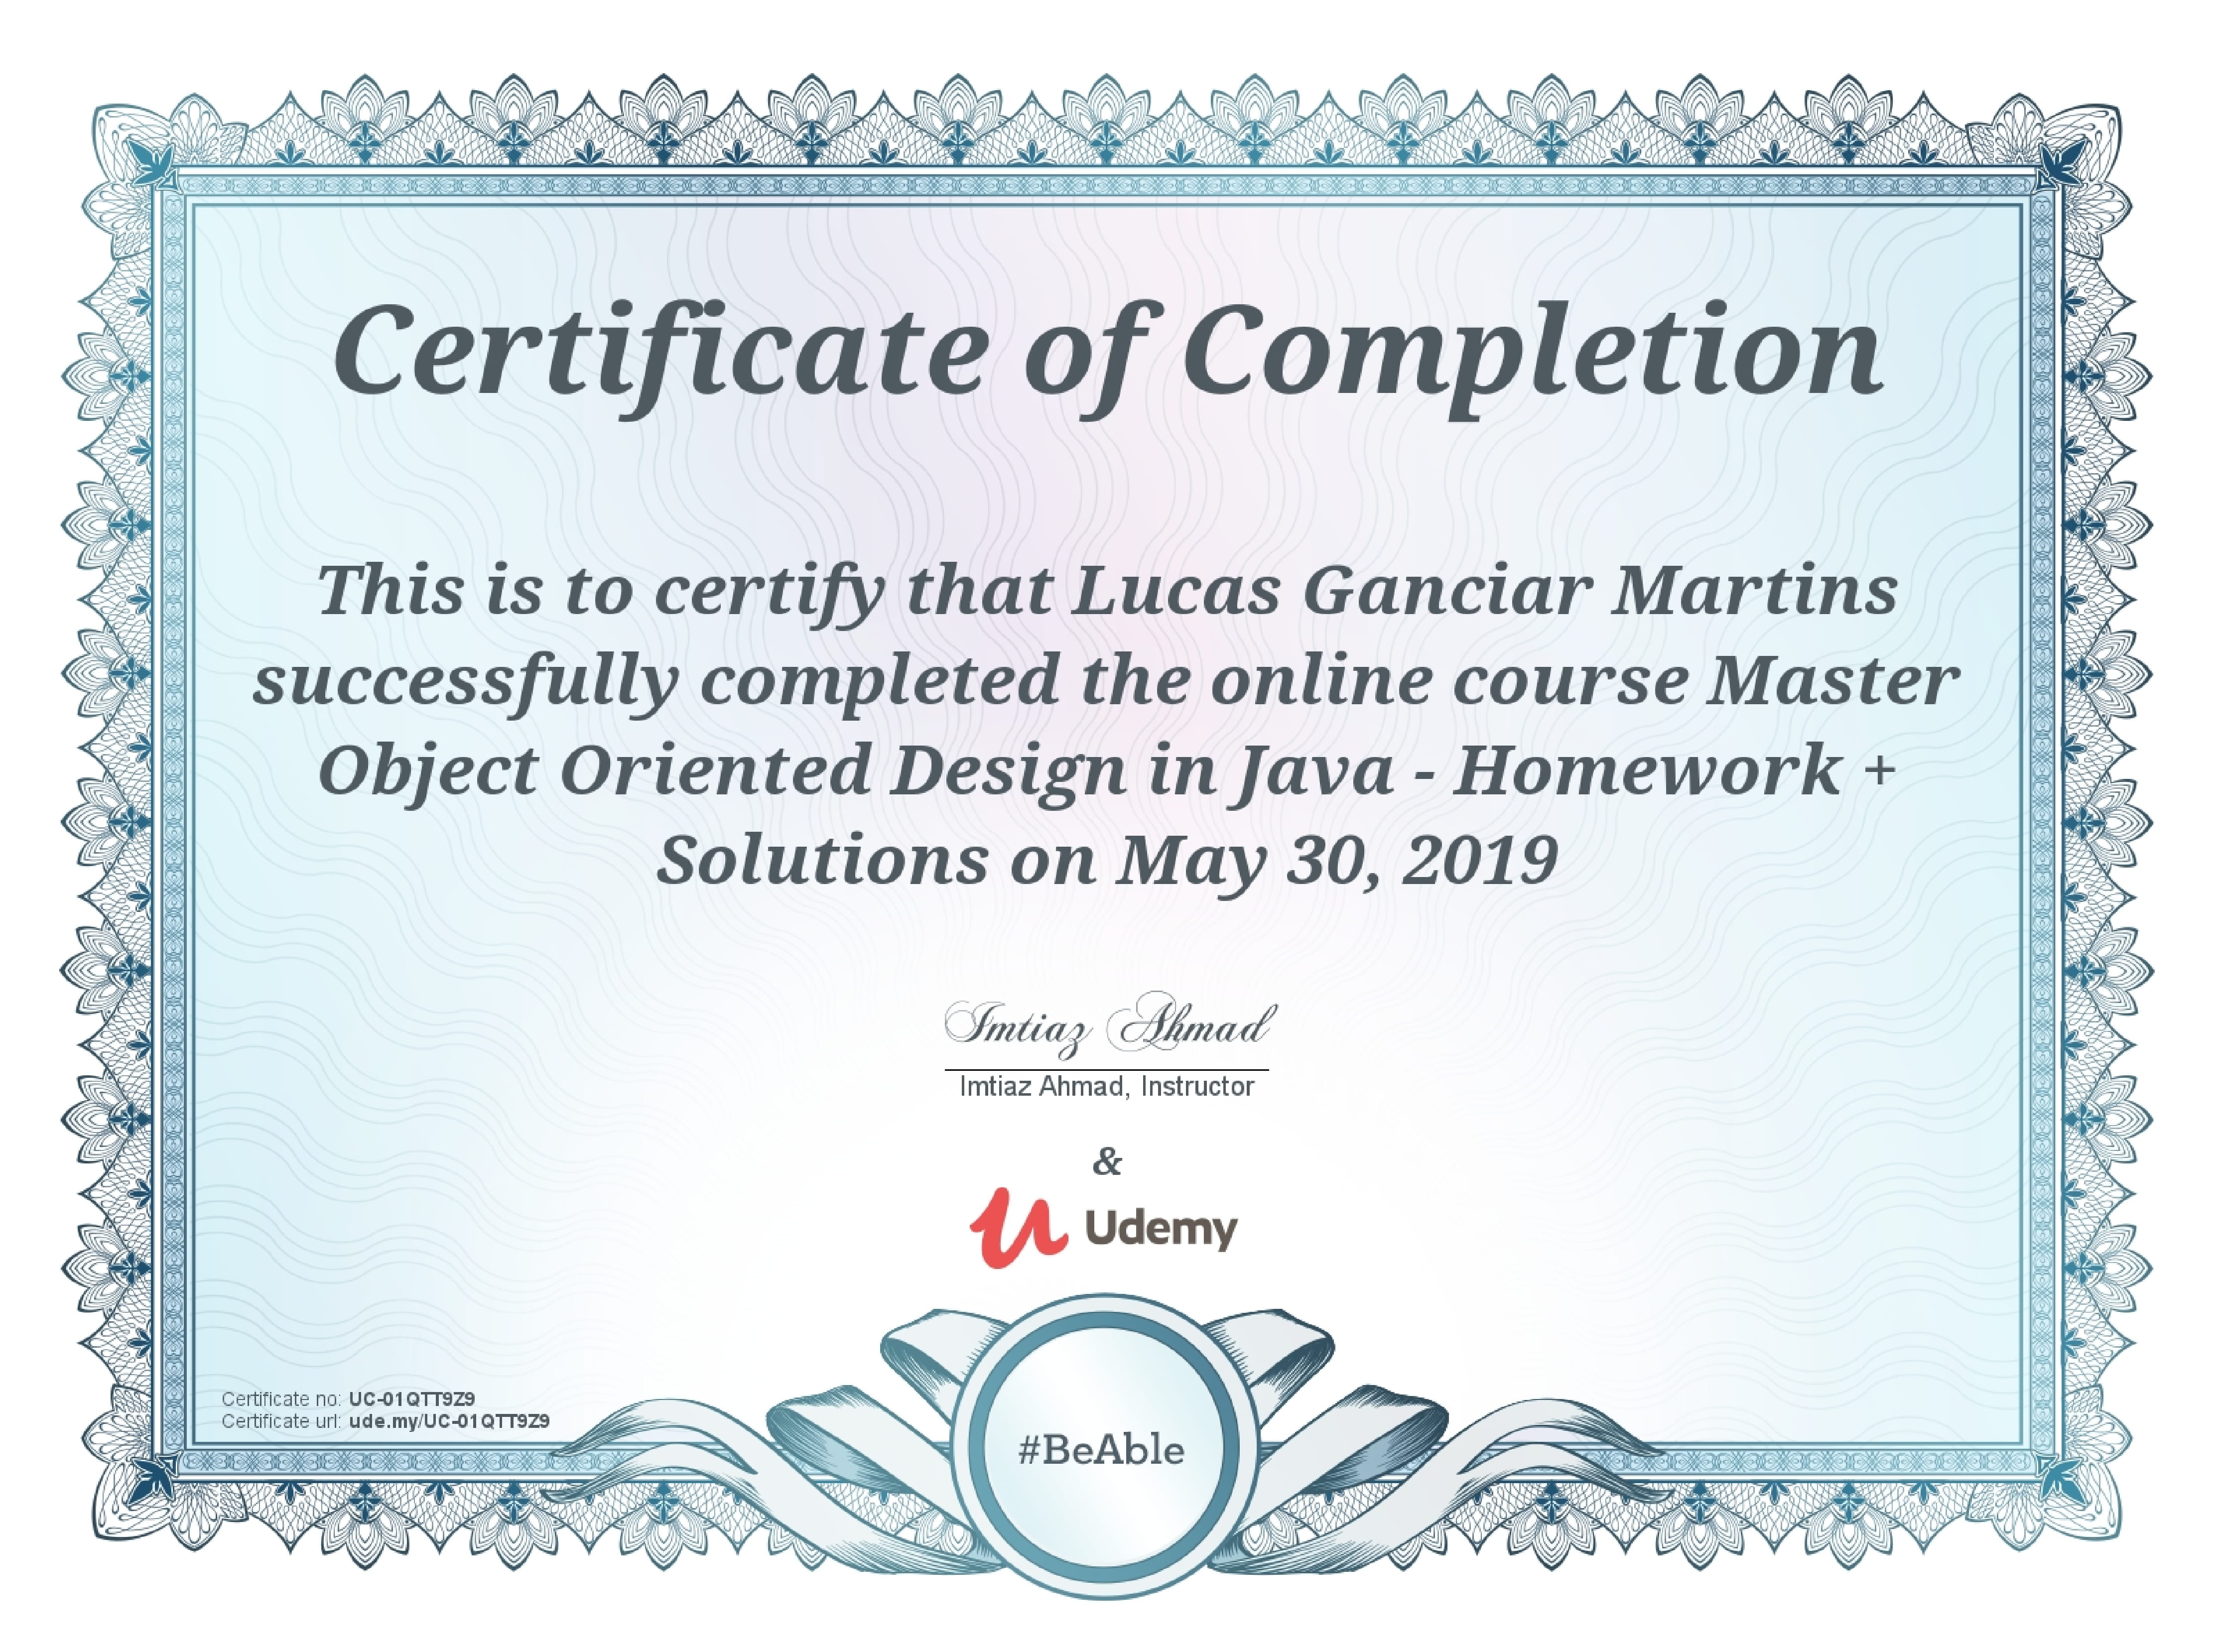 Certificate of Completion
This is to certify that Lucas Ganciar Martins
successfully completed the online course Master
Object Oriented Design in Java - Homework +
Solutions on May 30, 2019
Imtiaz Ahmad
Imtiaz Ahmad, Instructor
&
Udemy
Certificate no: UC-01QTT9Z9
Certificate url: ude.my/UC-01QTT9Z9
#BeAble